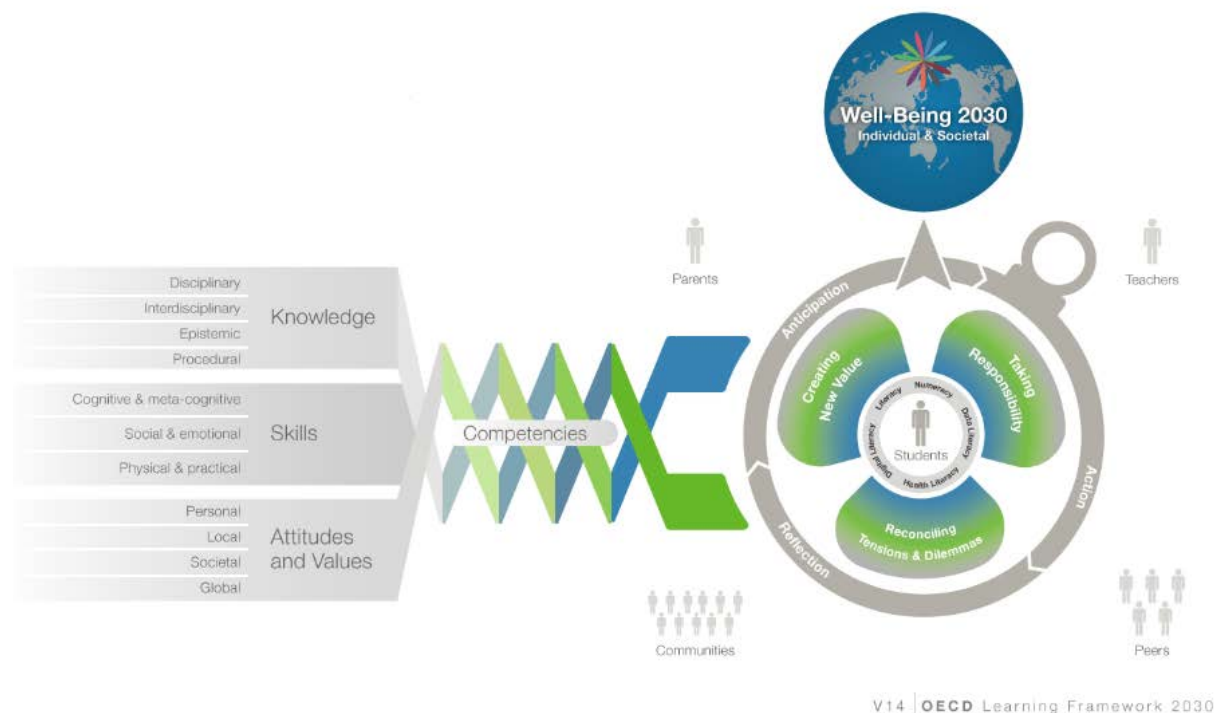 Well-Being 2030
Individual & Societal
Parents
Teachers
Disciplinary
Interdisciplinary
Epistemic
Procedural
Knowledge
Cognitive & meta-cognitive
Social & emotional
Physical & practical
Skills
Personal
Local
Societal
Global
Attitudes
and Values
Competencies
Anticipation
Action
Reflection
Creating
New Value
Taking
Responsibility
Reconciling
Tensions & Dilemmas
Literacy
Numeracy
Data Literacy
Health Literacy
Digital Literacy
Students
Communities
Peers
V14 | OECD Learning Framework 2030